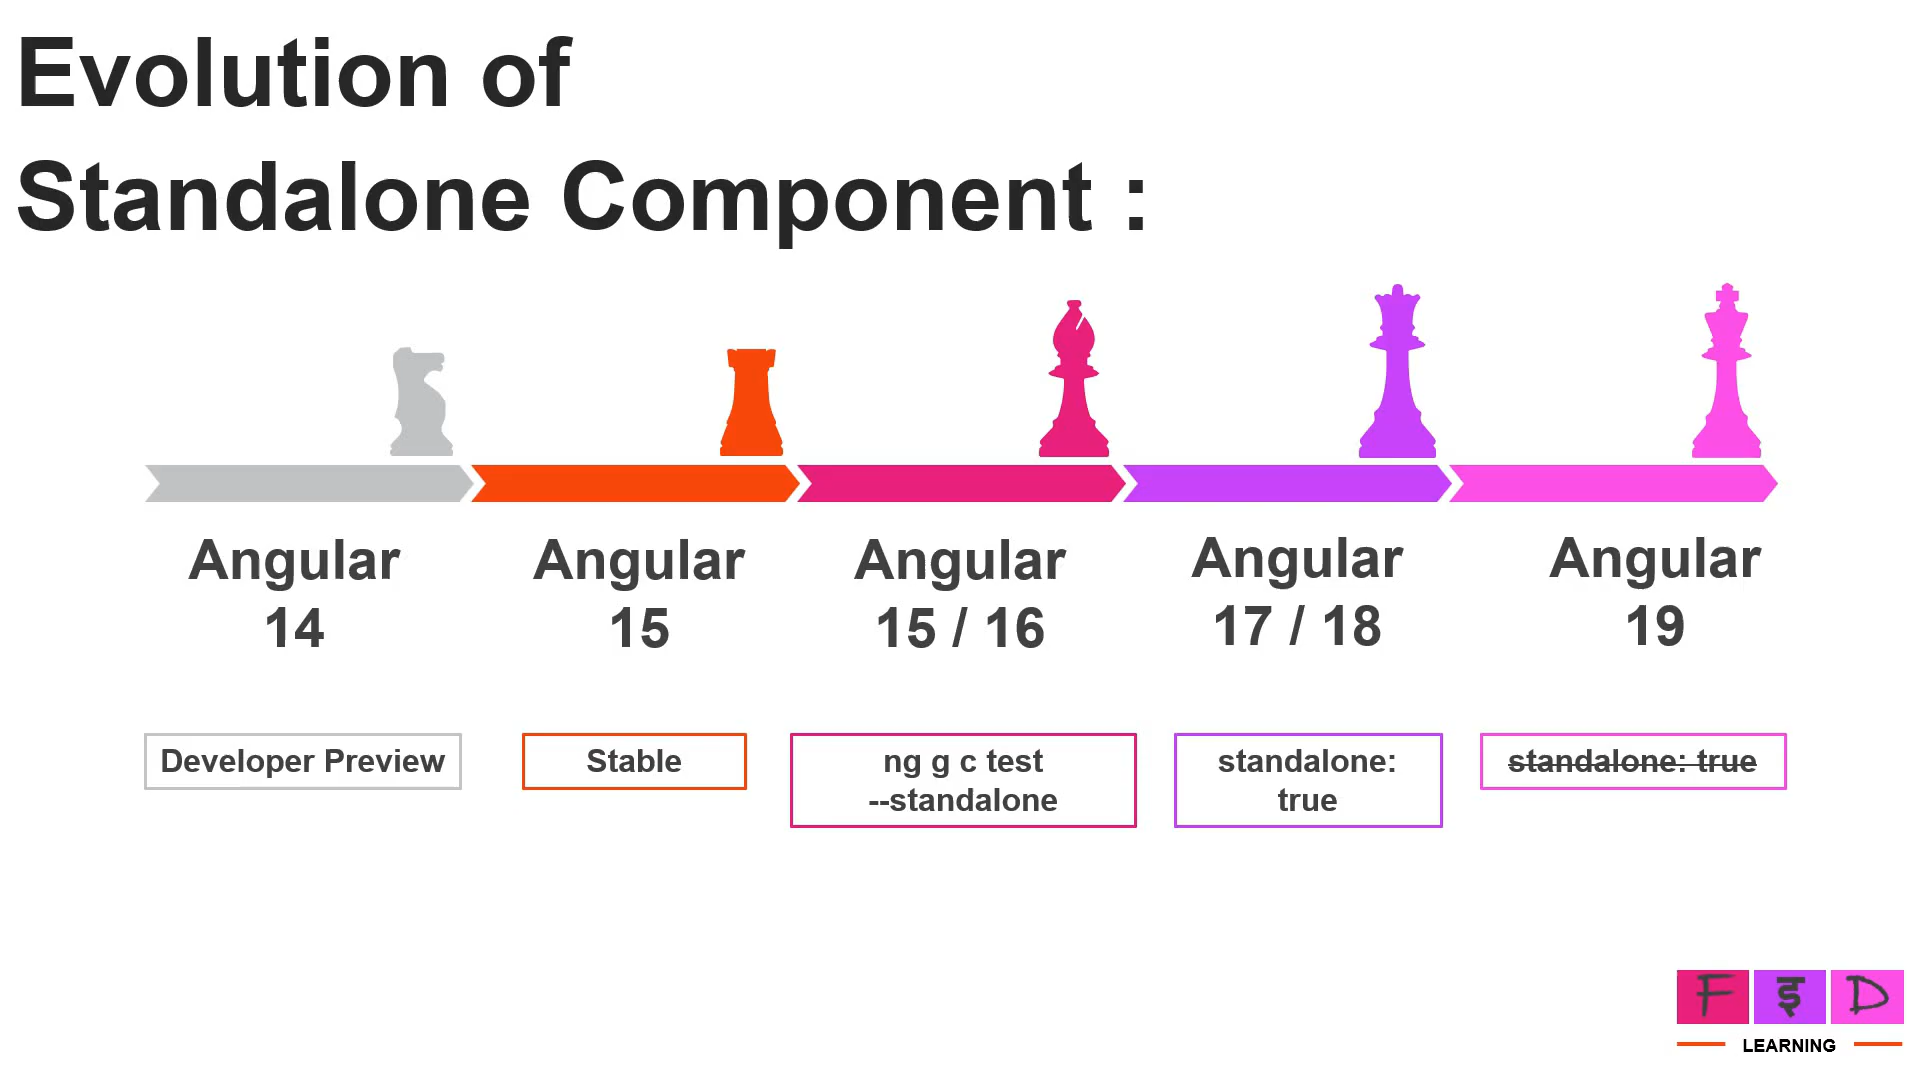 Evolution of
Standalone Component :
Angular
14
Angular
15
Angular
15 / 16
Angular
17 / 18
Angular
19
Developer Preview
Stable
ng g c test
--standalone
standalone:
true
standalone: true
F इ D
LEARNING